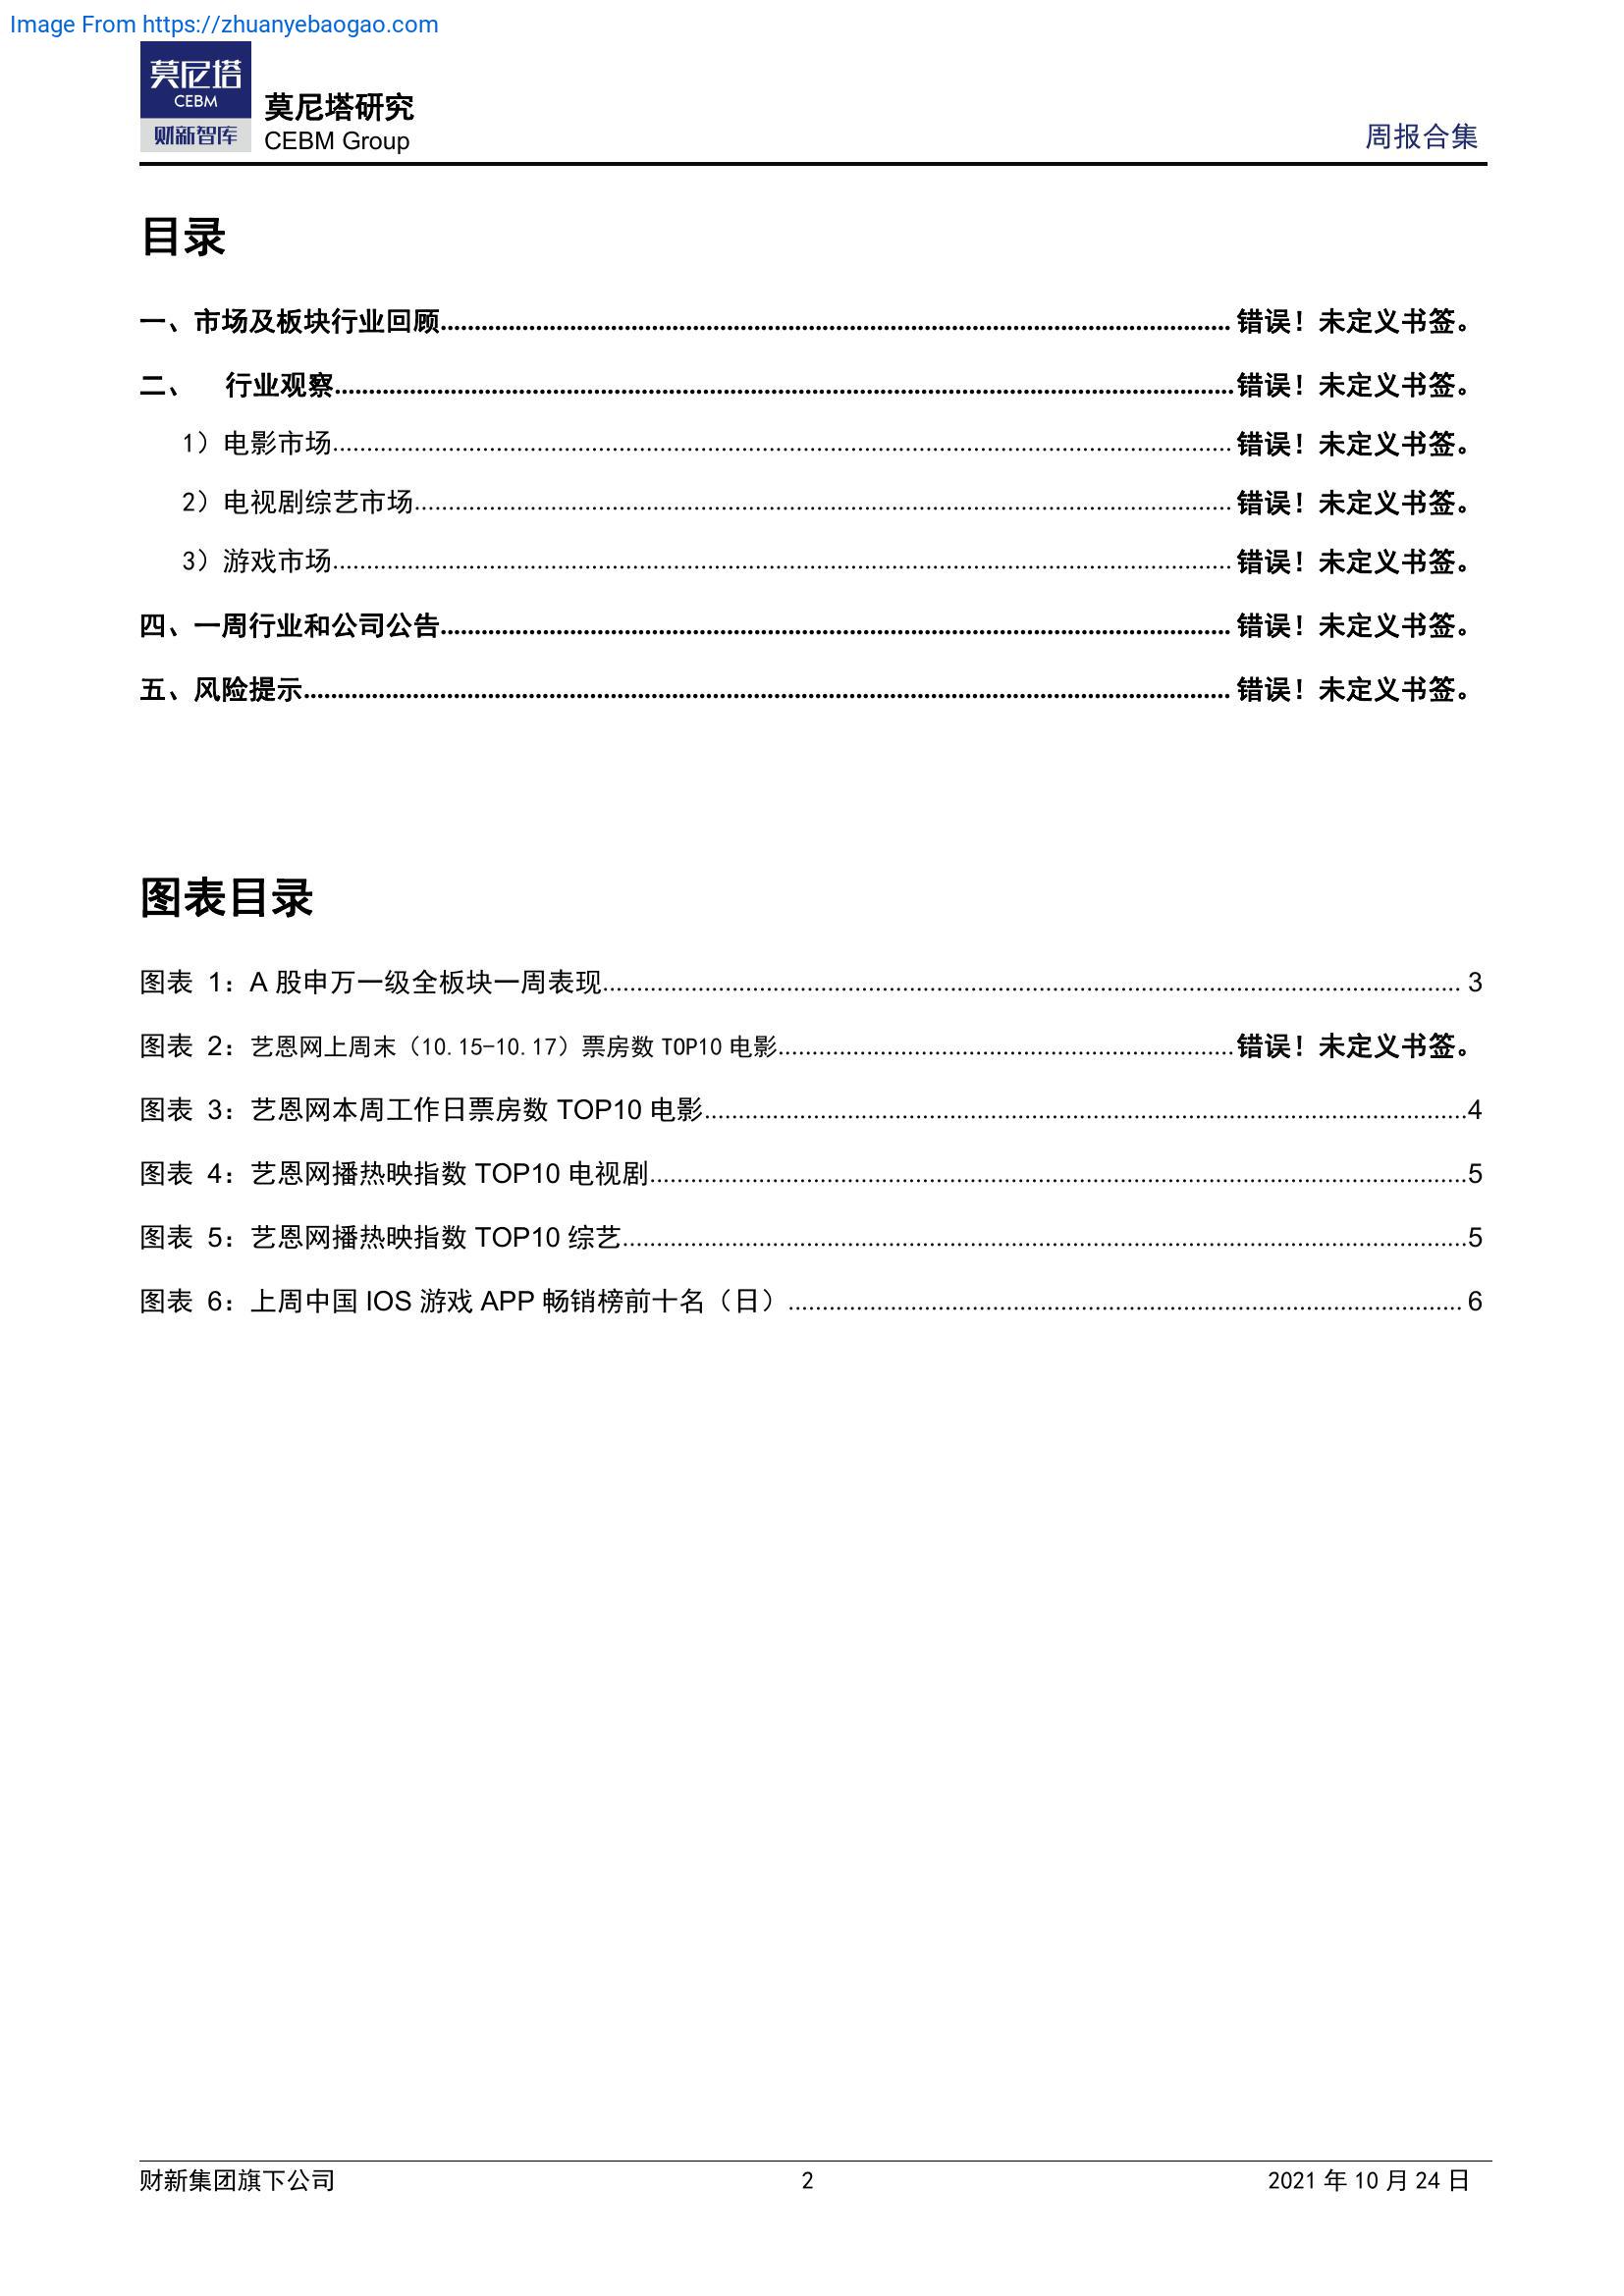 Image From https://zhuanyebaogao.com
莫尼塔
CEBM
财新智库
莫尼塔研究
CEBM Group
周报合集
目录
一、市场及板块行业回顾........................................错误！未定义书签。
二、 行业观察........................................错误！未定义书签。
1）电影市场........................................错误！未定义书签。
2）电视剧综艺市场........................................错误！未定义书签。
3）游戏市场........................................错误！未定义书签。
四、一周行业和公司公告........................................错误！未定义书签。
五、风险提示........................................错误！未定义书签。
图表目录
图表 1：A 股申万一级全板块一周表现........................................3
图表 2：艺恩网上周末（10.15-10.17）票房数 TOP10 电影........................................错误！未定义书签。
图表 3：艺恩网本周工作日票房数 TOP10 电影........................................4
图表 4：艺恩网播热映指数 TOP10 电视剧........................................5
图表 5：艺恩网播热映指数 TOP10 综艺........................................5
图表 6：上周中国 IOS 游戏 APP 畅销榜前十名（日）........................................6
财新集团旗下公司
2
2021 年 10 月 24 日